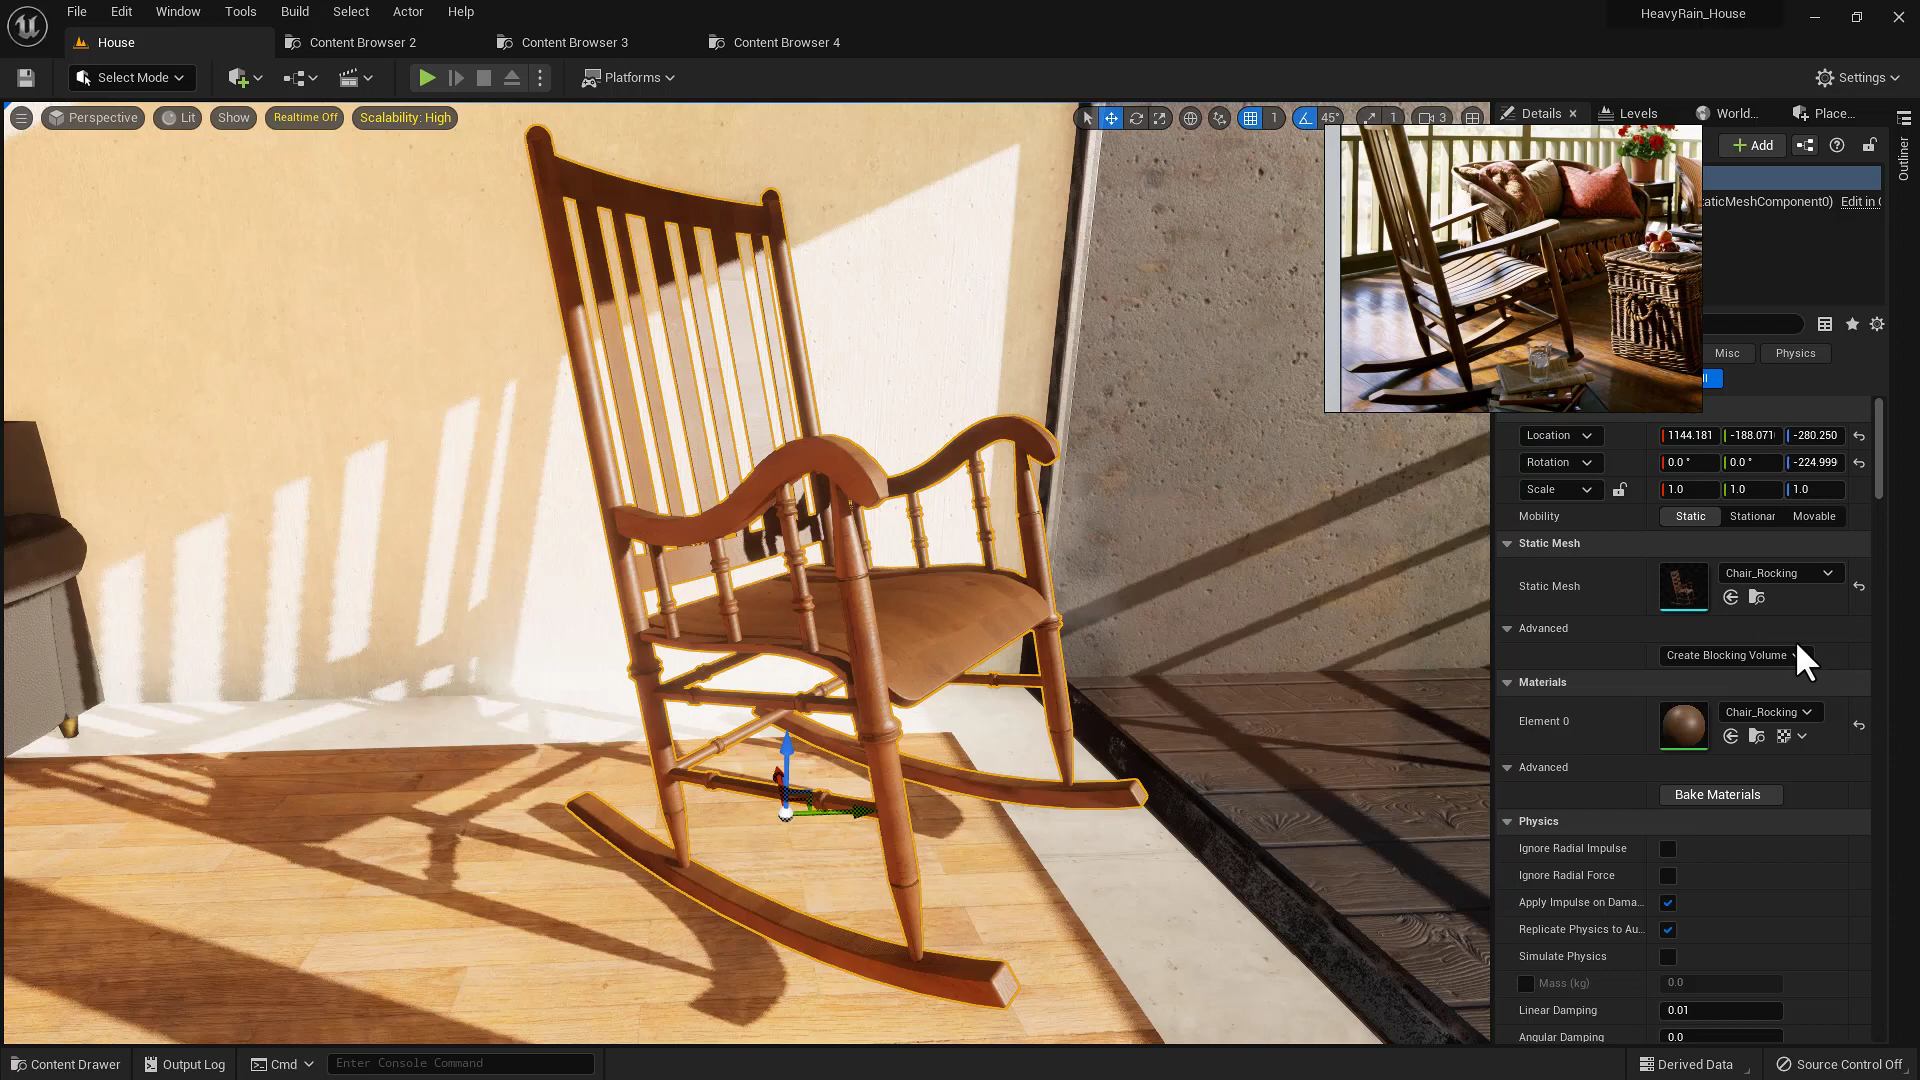 File Edit Window Tools Build Select Actor Help
HeavyRain_House
House Content Browser 2 Content Browser 3 Content Browser 4
Select Mode Platforms Settings
Perspective Lit Show Realtime Off Scalability: High 1 45° 1 3
Details Levels World... Place...
Outliner
Add
taticMeshComponent0) Edit in C
Misc Physics
Location 1144.181 -188.071 -280.250
Rotation 0.0 ° 0.0 ° -224.999
Scale 1.0 1.0 1.0
Mobility Static Stationar Movable
Static Mesh
Static Mesh Chair_Rocking
Advanced
Create Blocking Volume
Materials
Element 0 Chair_Rocking
Advanced
Bake Materials
Physics
Ignore Radial Impulse
Ignore Radial Force
Apply Impulse on Dama...
Replicate Physics to Au...
Simulate Physics
Mass (kg) 0.0
Linear Damping 0.01
Angular Damping 0.0
Content Drawer Output Log Cmd Enter Console Command Derived Data Source Control Off